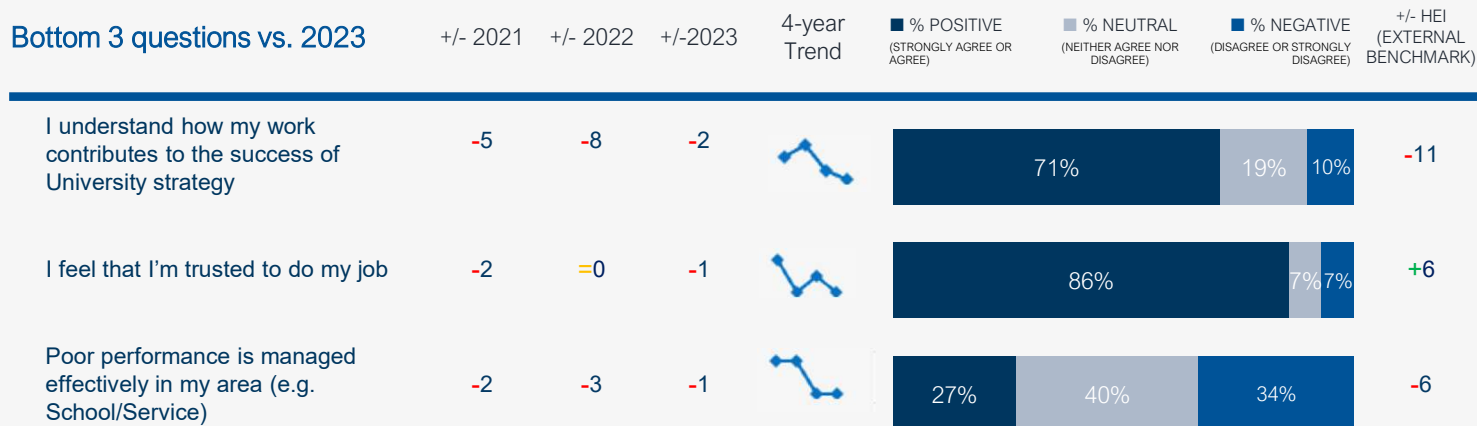 Bottom 3 questions vs. 2023 +/- 2021 +/- 2022 +/-2023 4-year
Trend
% POSITIVE
(STRONGLY AGREE OR
AGREE)
% NEUTRAL
(NEITHER AGREE NOR
DISAGREE)
% NEGATIVE
(DISAGREE OR STRONGLY
DISAGREE)
+/- HEI
(EXTERNAL
BENCHMARK)
I understand how my work
contributes to the success of
University strategy
-5 -8 -2 71% 19% 10% -11
I feel that I'm trusted to do my job -2 =0 -1 86% 7% 7% +6
Poor performance is managed
effectively in my area (e.g.
School/Service)
-2 -3 -1 27% 40% 34% -6